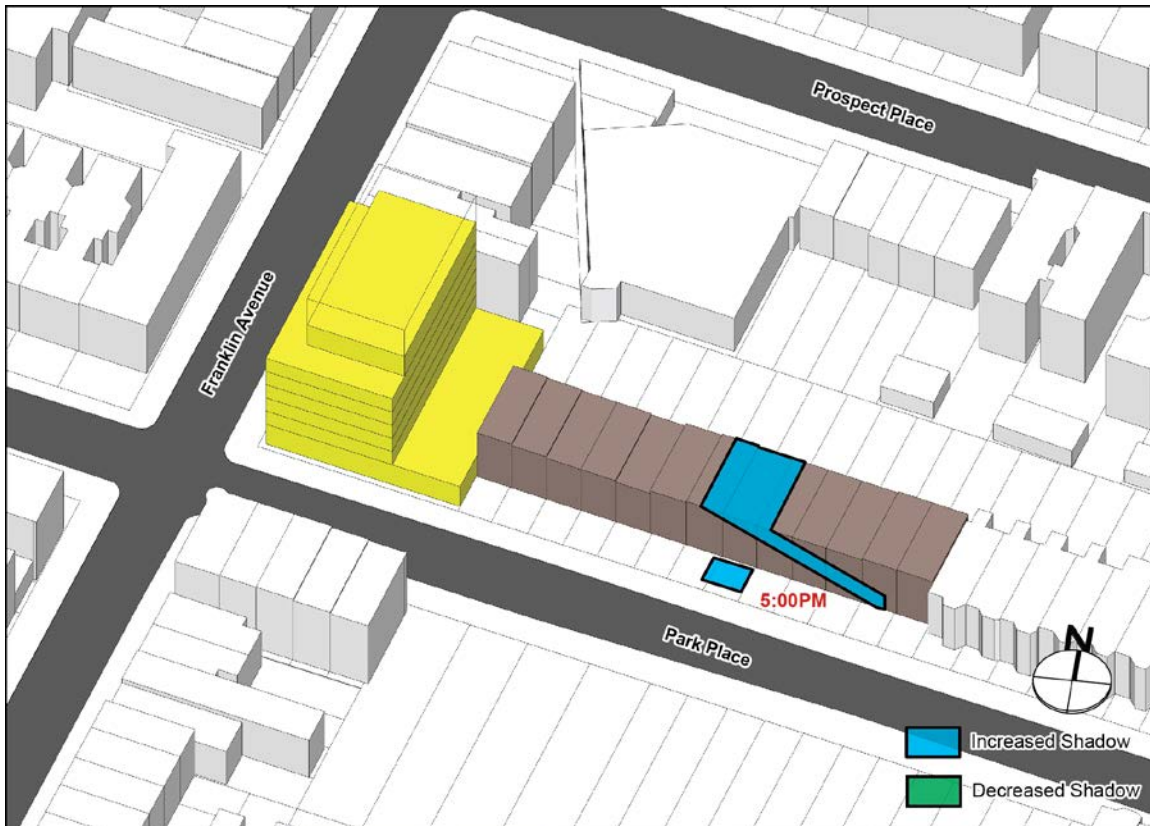 Prospect Place
Franklin Avenue
5:00PM
Park Place
N
Increased Shadow
Decreased Shadow